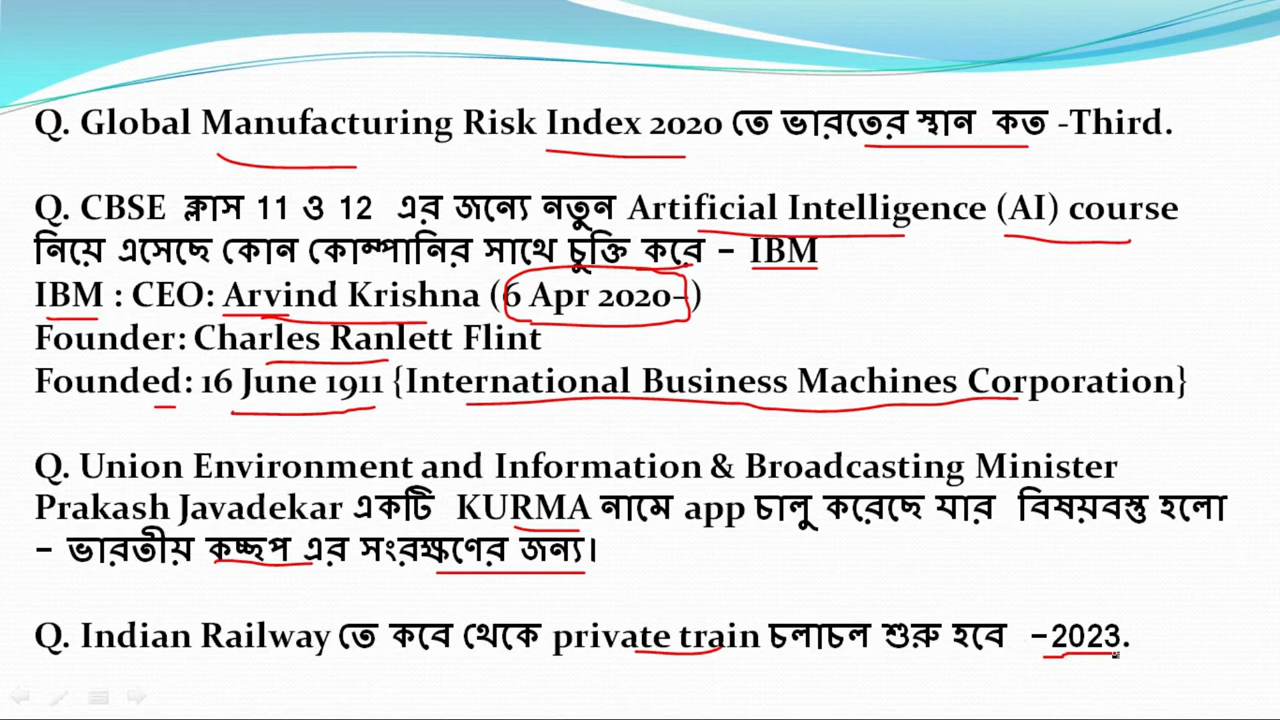 Q. Global Manufacturing Risk Index 2020 তে ভারতের স্থান কত -Third.
Q. CBSE ক্লাস 11 ও 12 এর জন্যে নতুন Artificial Intelligence (AI) course
নিয়ে এসেছে কোন কোম্পানির সাথে চুক্তি করে – IBM
IBM : CEO: Arvind Krishna (6 Apr 2020–)
Founder: Charles Ranlett Flint
Founded: 16 June 1911 {International Business Machines Corporation}
Q. Union Environment and Information & Broadcasting Minister
Prakash Javadekar একটি KURMA নামে app চালু করেছে যার বিষয়বস্তু হলো
– ভারতীয় কচ্ছপ এর সংরক্ষণের জন্য।
Q. Indian Railway তে কবে থেকে private train চলাচল শুরু হবে –2023.